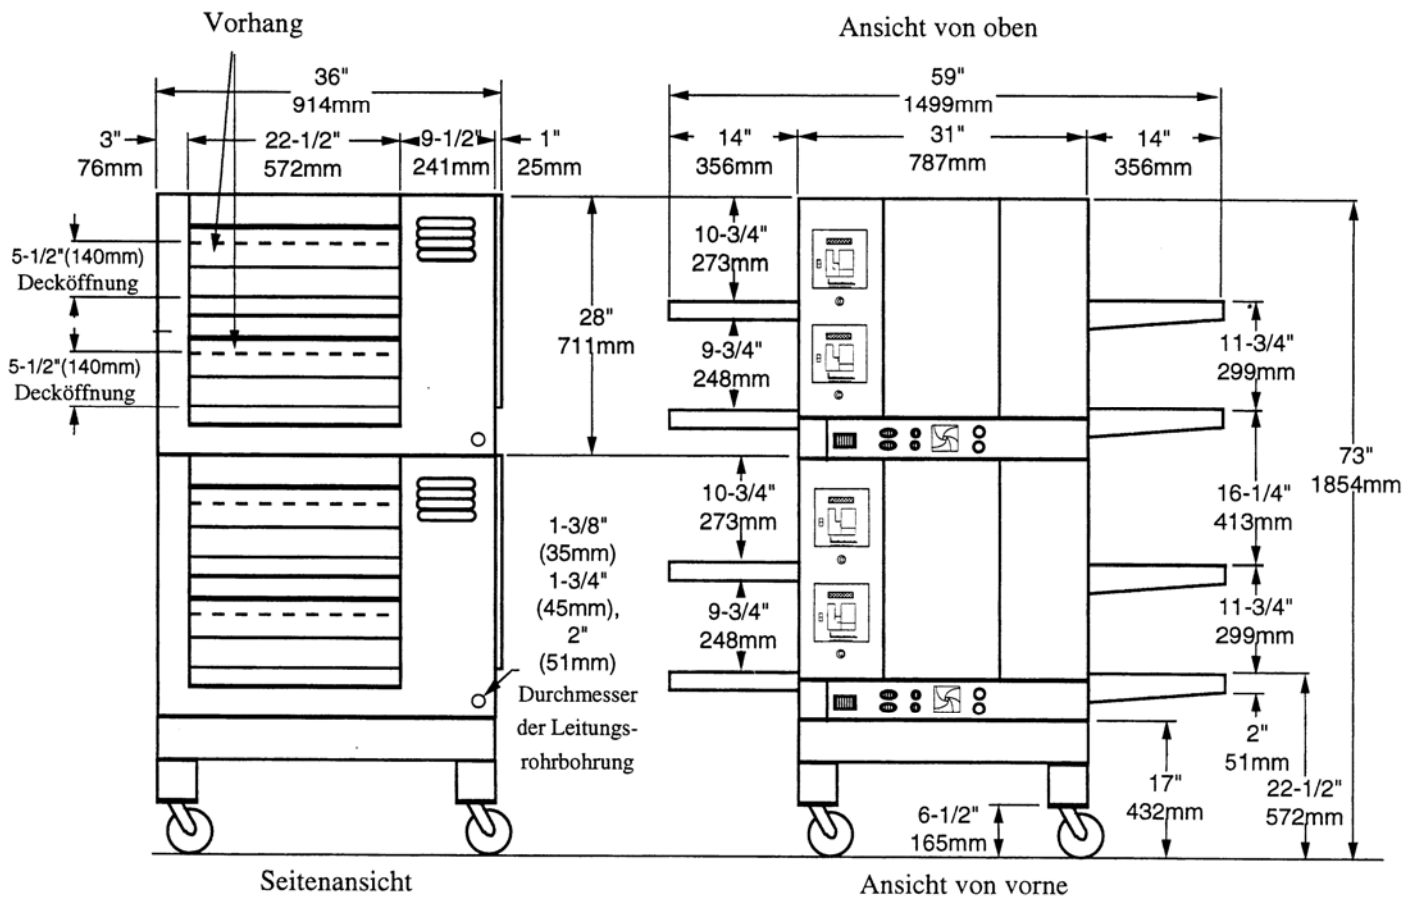 Vorhang
Ansicht von oben
36"
914mm
59"
1499mm
3"
76mm
22-1/2"
572mm
9-1/2"
241mm
1"
25mm
14"
356mm
31"
787mm
14"
356mm
5-1/2"(140mm)
Decköffnung
5-1/2"(140mm)
Decköffnung
28"
711mm
10-3/4"
273mm
9-3/4"
248mm
11-3/4"
299mm
73"
1854mm
10-3/4"
273mm
16-1/4"
413mm
9-3/4"
248mm
11-3/4"
299mm
1-3/8"
(35mm)
1-3/4"
(45mm),
2"
(51mm)
Durchmesser
der Leitungs-
rohrbohrung
2"
51mm
17"
432mm
22-1/2"
572mm
6-1/2"
165mm
Seitenansicht
Ansicht von vorne